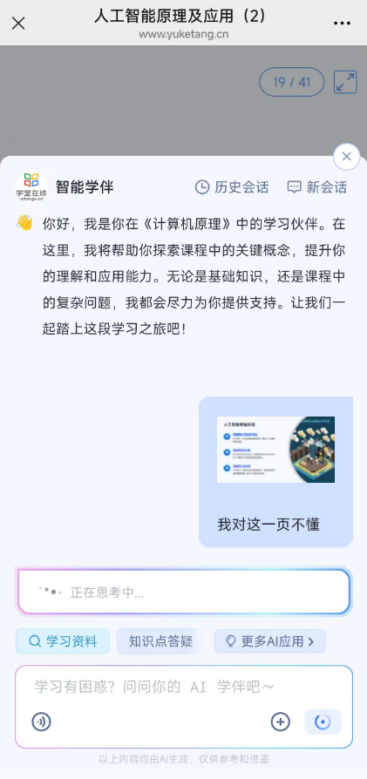 人工智能原理及应用（2）
www.yuketang.cn
19 / 41
学堂在线
智能学伴
历史会话
新会话
你好，我是你在《计算机原理》中的学习伙伴。在
这里，我将帮助你探索课程中的关键概念，提升你
的理解和应用能力。无论是基础知识，还是课程中
的复杂问题，我都会尽力为你提供支持。让我们一
起踏上这段学习之旅吧！
我对这一页不懂
正在思考中...
学习资料
知识点答疑
更多AI应用
学习有困惑？问问你的 AI 学伴吧～
以上内容均由AI生成，仅供参考和借鉴